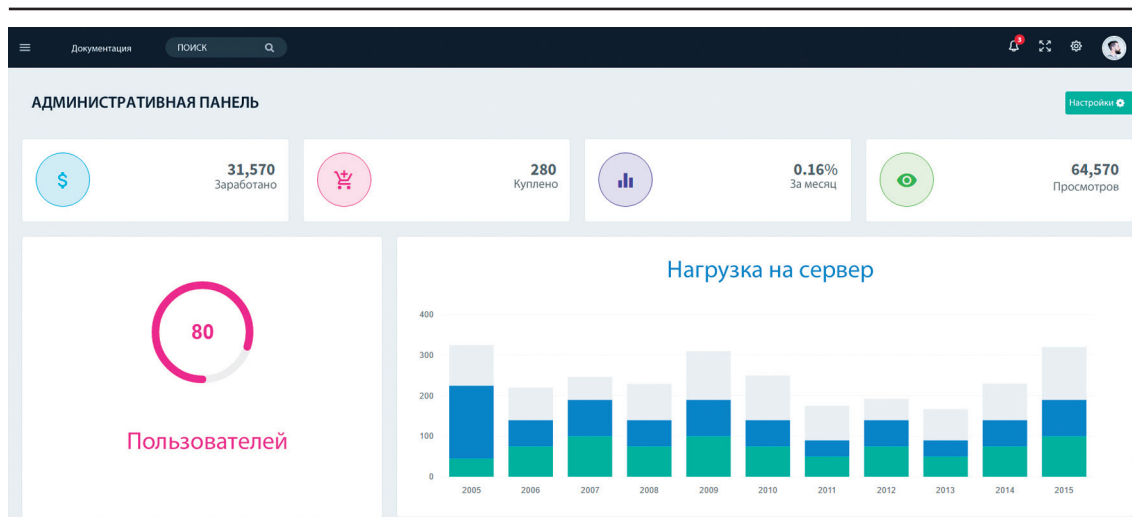 Документация
ПОИСК
3
АДМИНИСТРАТИВНАЯ ПАНЕЛЬ
Настройки
31,570
Заработано
280
Куплено
0.16%
За месяц
64,570
Просмотров
80
Пользователей
Нагрузка на сервер
400
300
200
100
0
2005 2006 2007 2008 2009 2010 2011 2012 2013 2014 2015